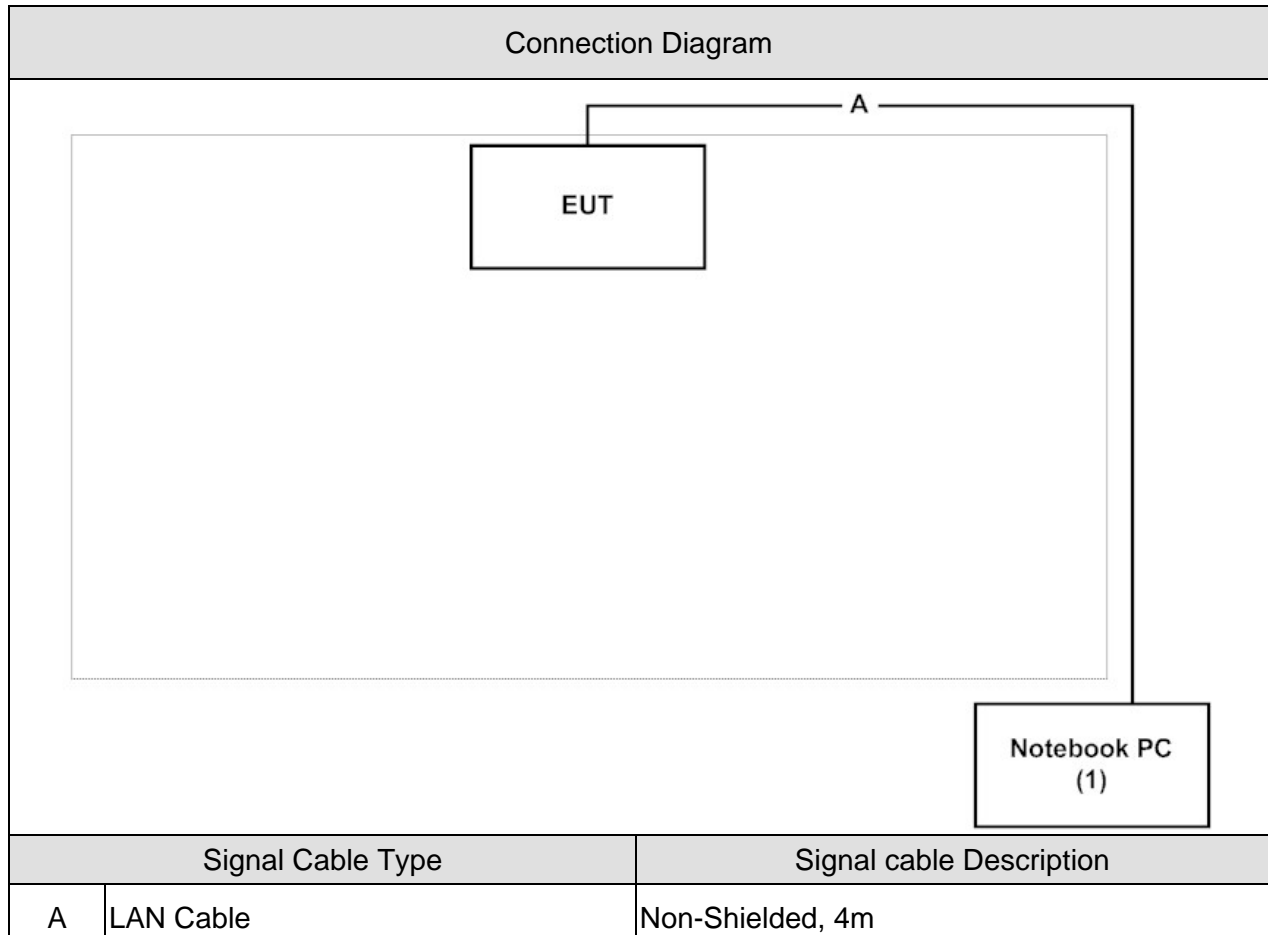 Connection Diagram
A
EUT
Notebook PC
(1)
Signal Cable Type Signal cable Description
A LAN Cable Non-Shielded, 4m